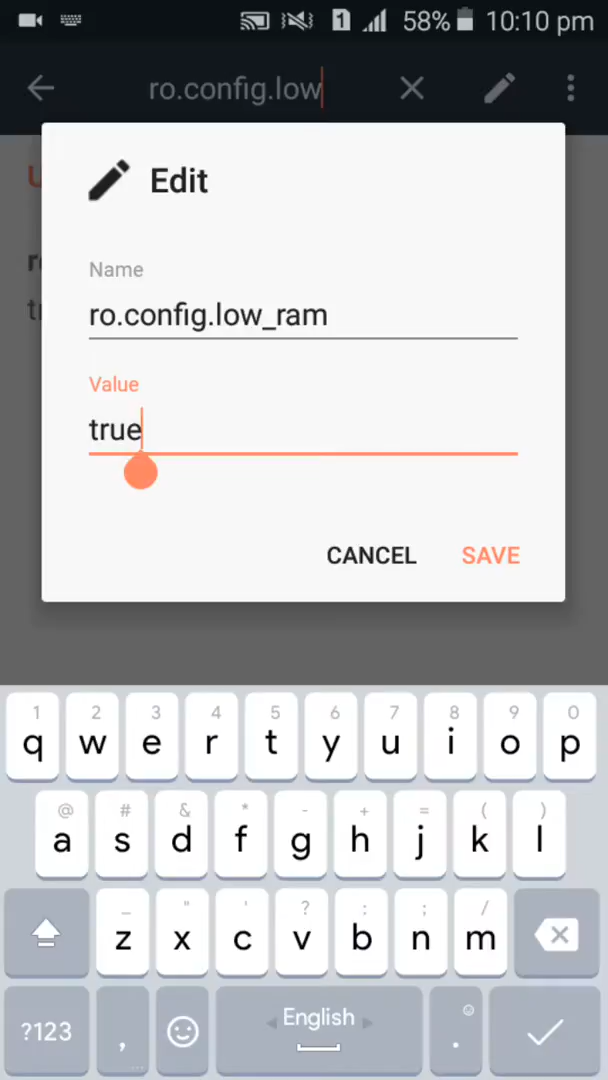 1 58% 10:10 pm
ro.config.low
Edit
Name
ro.config.low_ram
Value
true
CANCEL SAVE
1 2 3 4 5 6 7 8 9 0
q w e r t y u i o p
@ # & * - + = ( )
a s d f g h j k l
_ " ' ? : ; /
z x c v b n m
?123 , English .